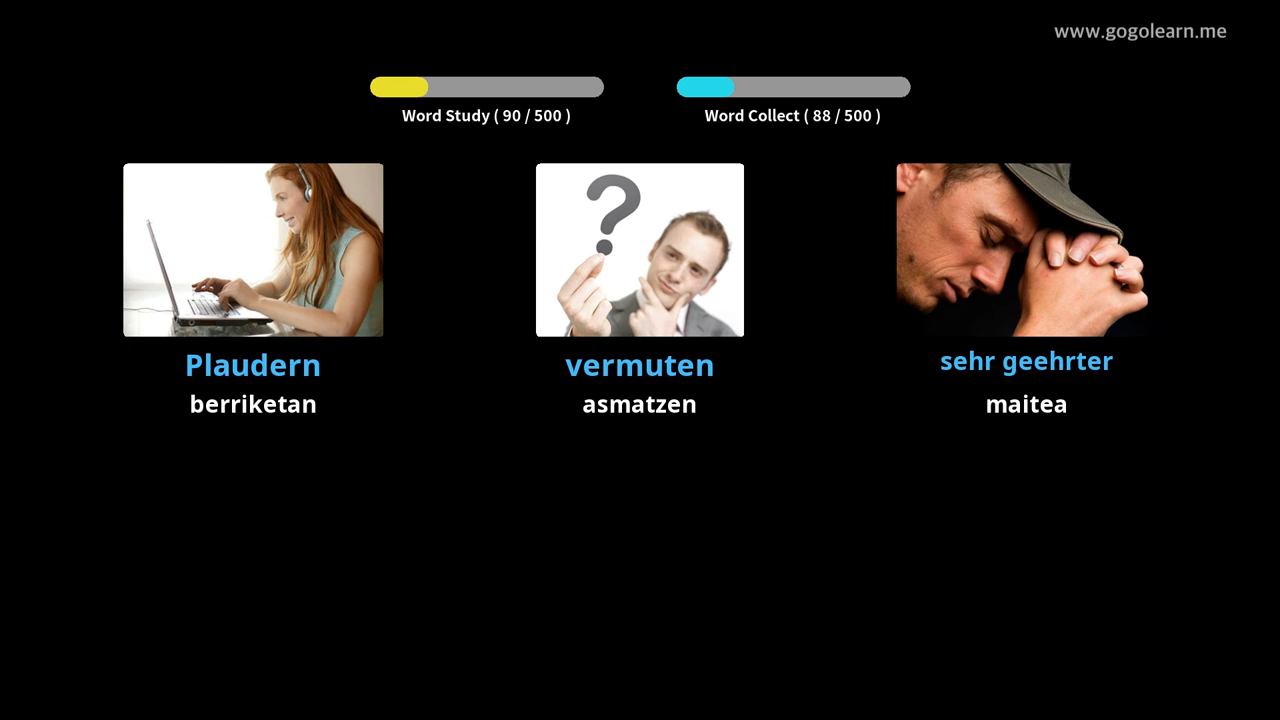 www.gogolearn.me
Word Study ( 90 / 500 )
Word Collect ( 88 / 500 )
Plaudern
vermuten
sehr geehrter
berriketan
asmatzen
maitea